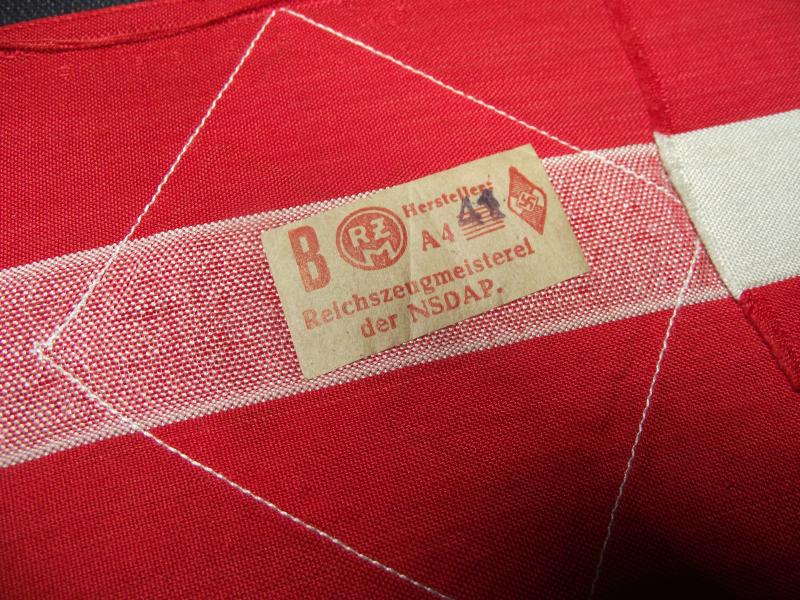 B RZM Hersteller:
A4 41
Reichszeugmeisterei
der NSDAP.